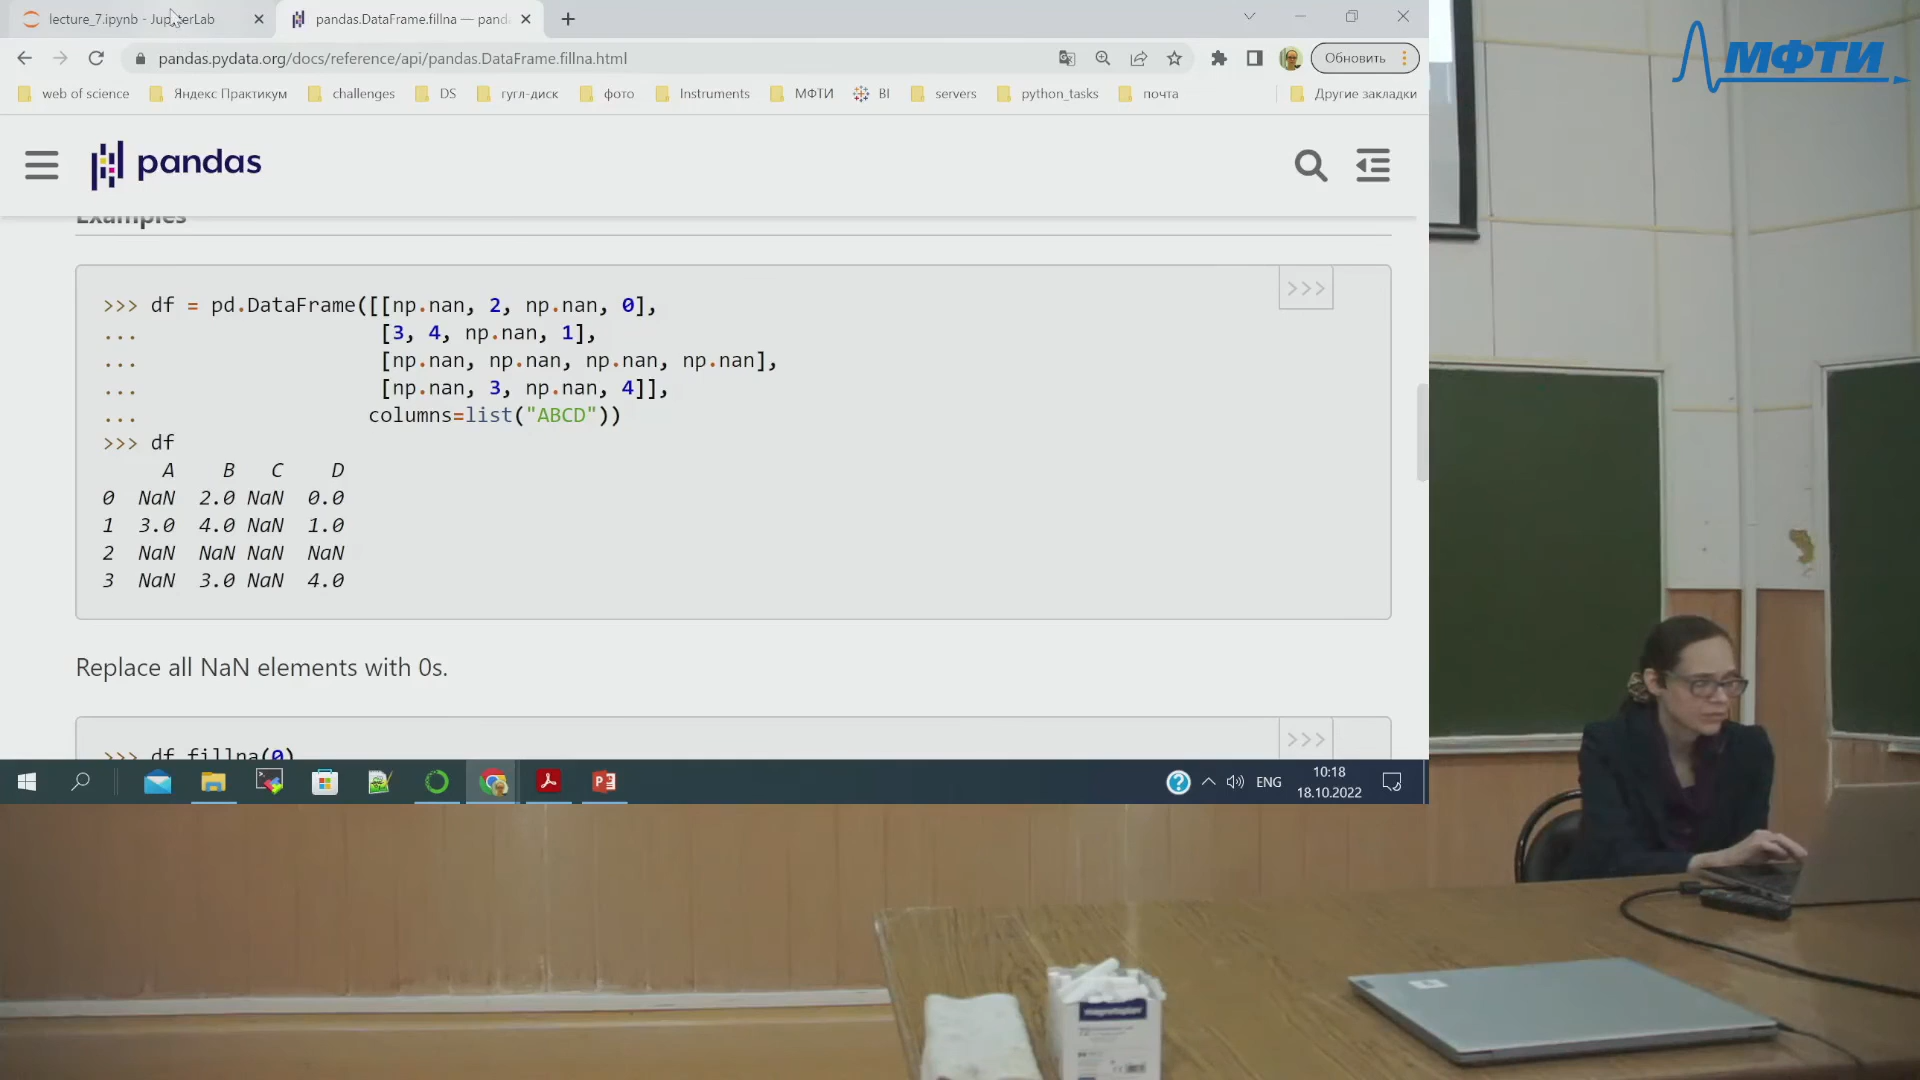 lecture_7.ipynb - JupyterLab
pandas.DataFrame.fillna — pand
МФТИ
pandas.pydata.org/docs/reference/api/pandas.DataFrame.fillna.html
Обновить
web of science
Яндекс Практикум
challenges
DS
гугл-диск
фото
Instruments
МФТИ
BI
servers
python_tasks
почта
Другие закладки
pandas
Examples
>>> df = pd.DataFrame([[np.nan, 2, np.nan, 0],
... [3, 4, np.nan, 1],
... [np.nan, np.nan, np.nan, np.nan],
... [np.nan, 3, np.nan, 4]],
... columns=list("ABCD"))
>>> df
A B C D
0 NaN 2.0 NaN 0.0
1 3.0 4.0 NaN 1.0
2 NaN NaN NaN NaN
3 NaN 3.0 NaN 4.0
>>>
Replace all NaN elements with 0s.
>>> df.fillna(0)
>>>
ENG
10:18
18.10.2022